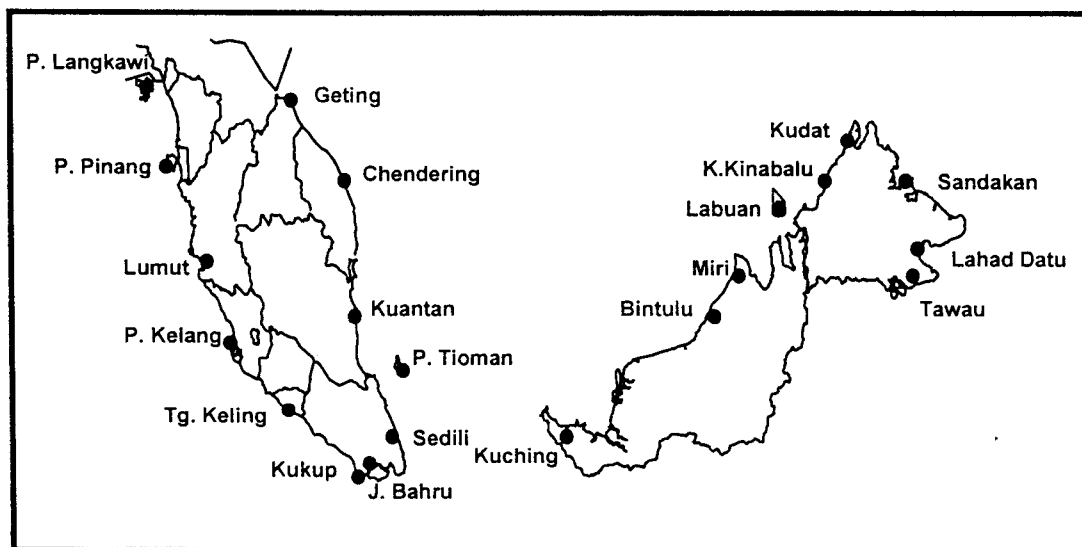 P. Langkawi
Geting
P. Pinang
Chendering
Lumut
Kuantan
P. Kelang
P. Tioman
Tg. Keling
Sedili
Kukup
J. Bahru
Kudat
K.Kinabalu
Sandakan
Labuan
Lahad Datu
Miri
Tawau
Bintulu
Kuching